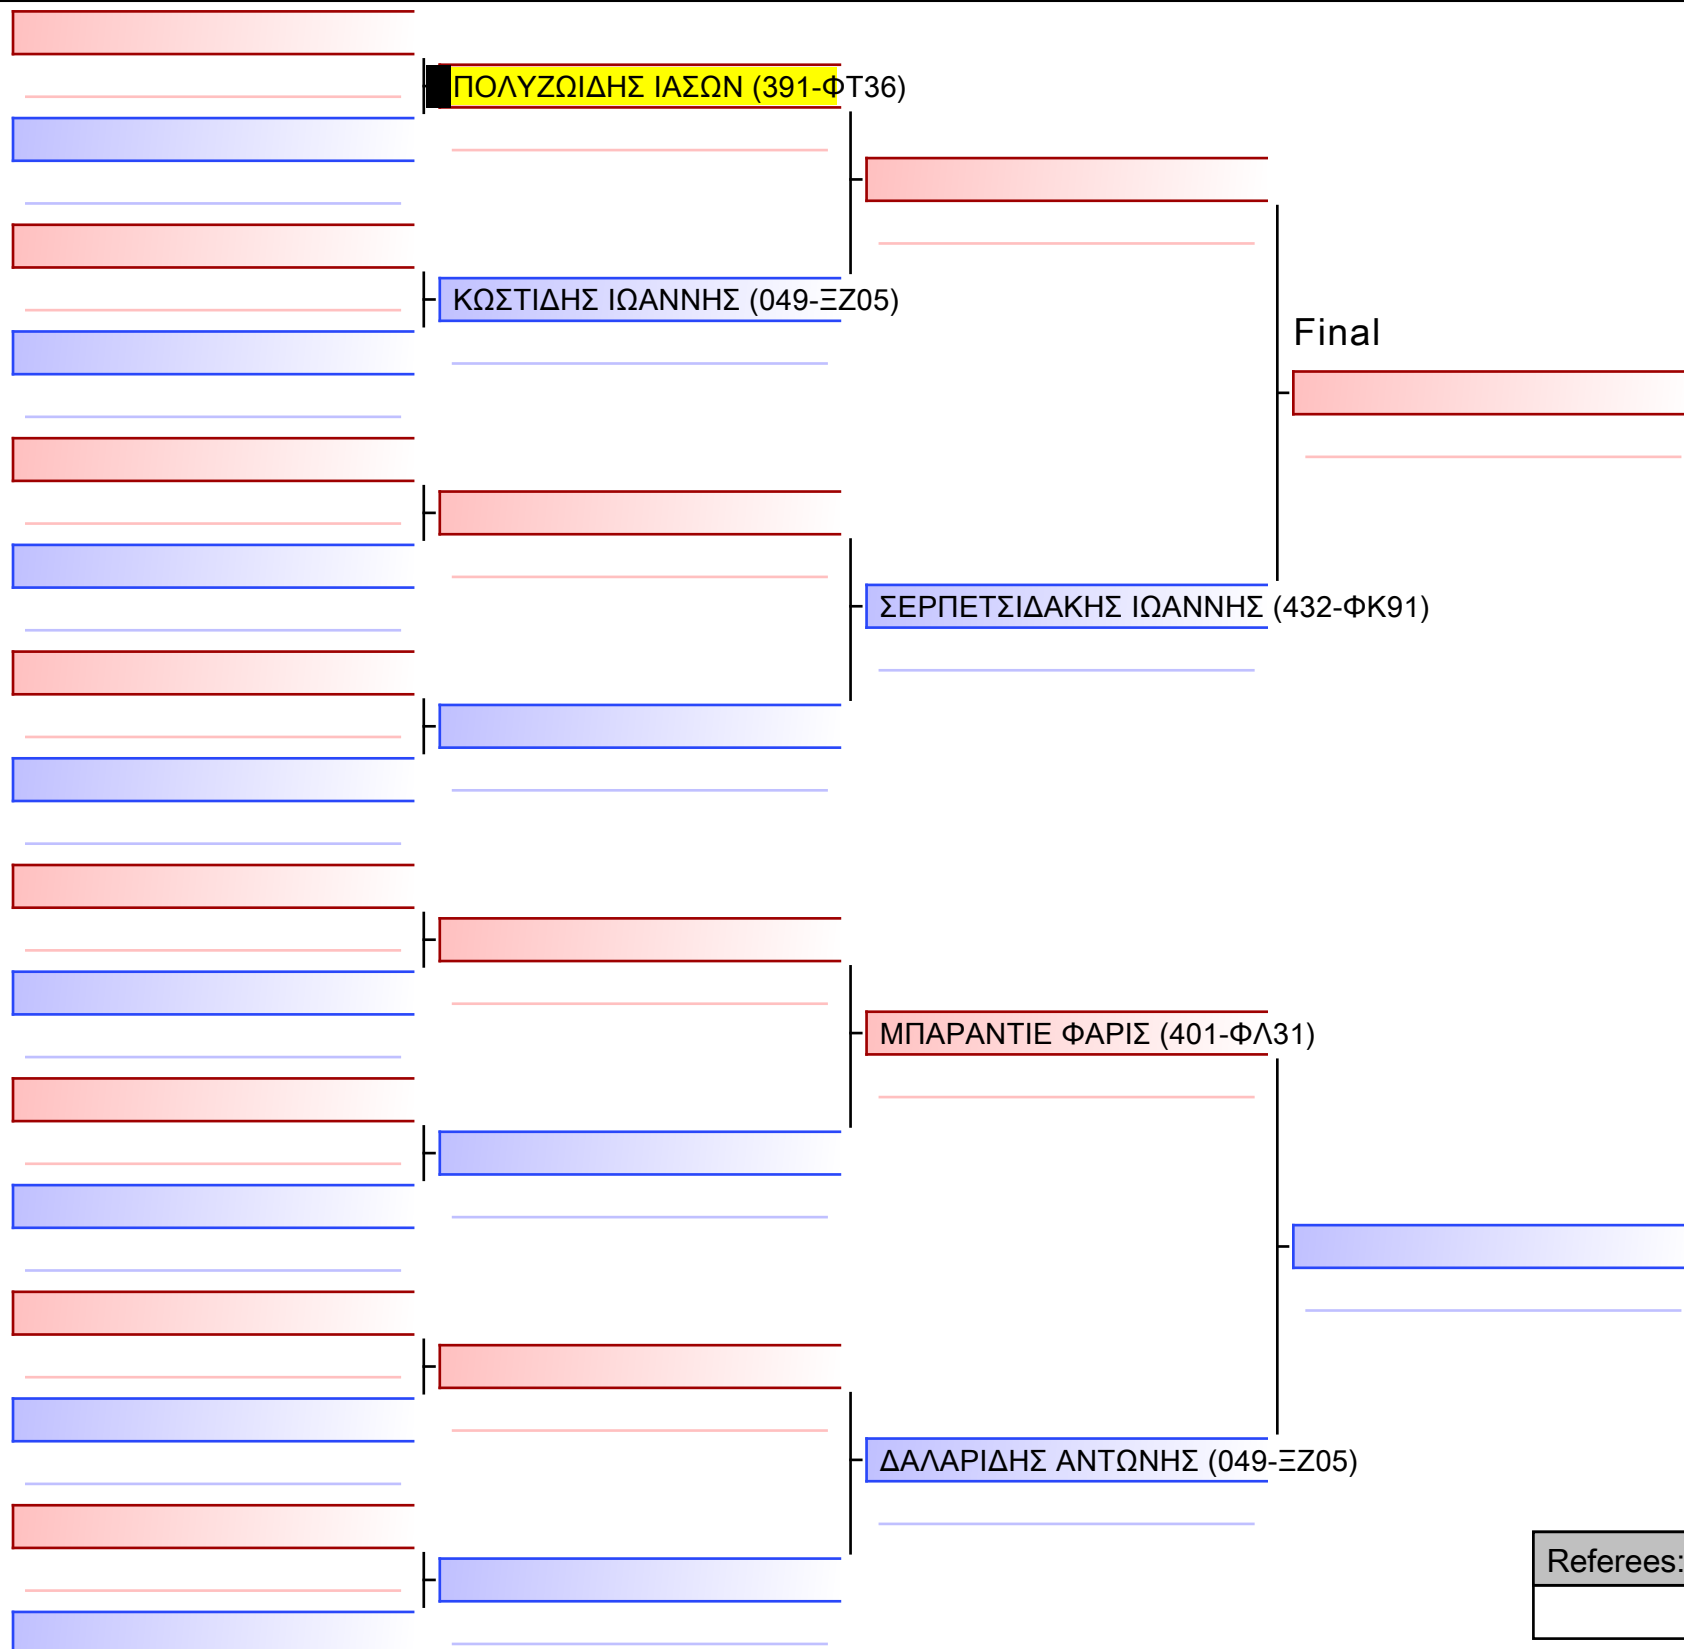 ΠΟΛΥΖΩΙΔΗΣ ΙΑΣΩΝ (391-ΦΤ36)
ΚΩΣΤΙΔΗΣ ΙΩΑΝΝΗΣ (049-ΞΖ05)
Final
ΣΕΡΠΕΤΣΙΔΑΚΗΣ ΙΩΑΝΝΗΣ (432-ΦΚ91)
ΜΠΑΡΑΝΤΙΕ ΦΑΡΙΣ (401-ΦΛ31)
ΔΑΛΑΡΙΔΗΣ ΑΝΤΩΝΗΣ (049-ΞΖ05)
Referees: